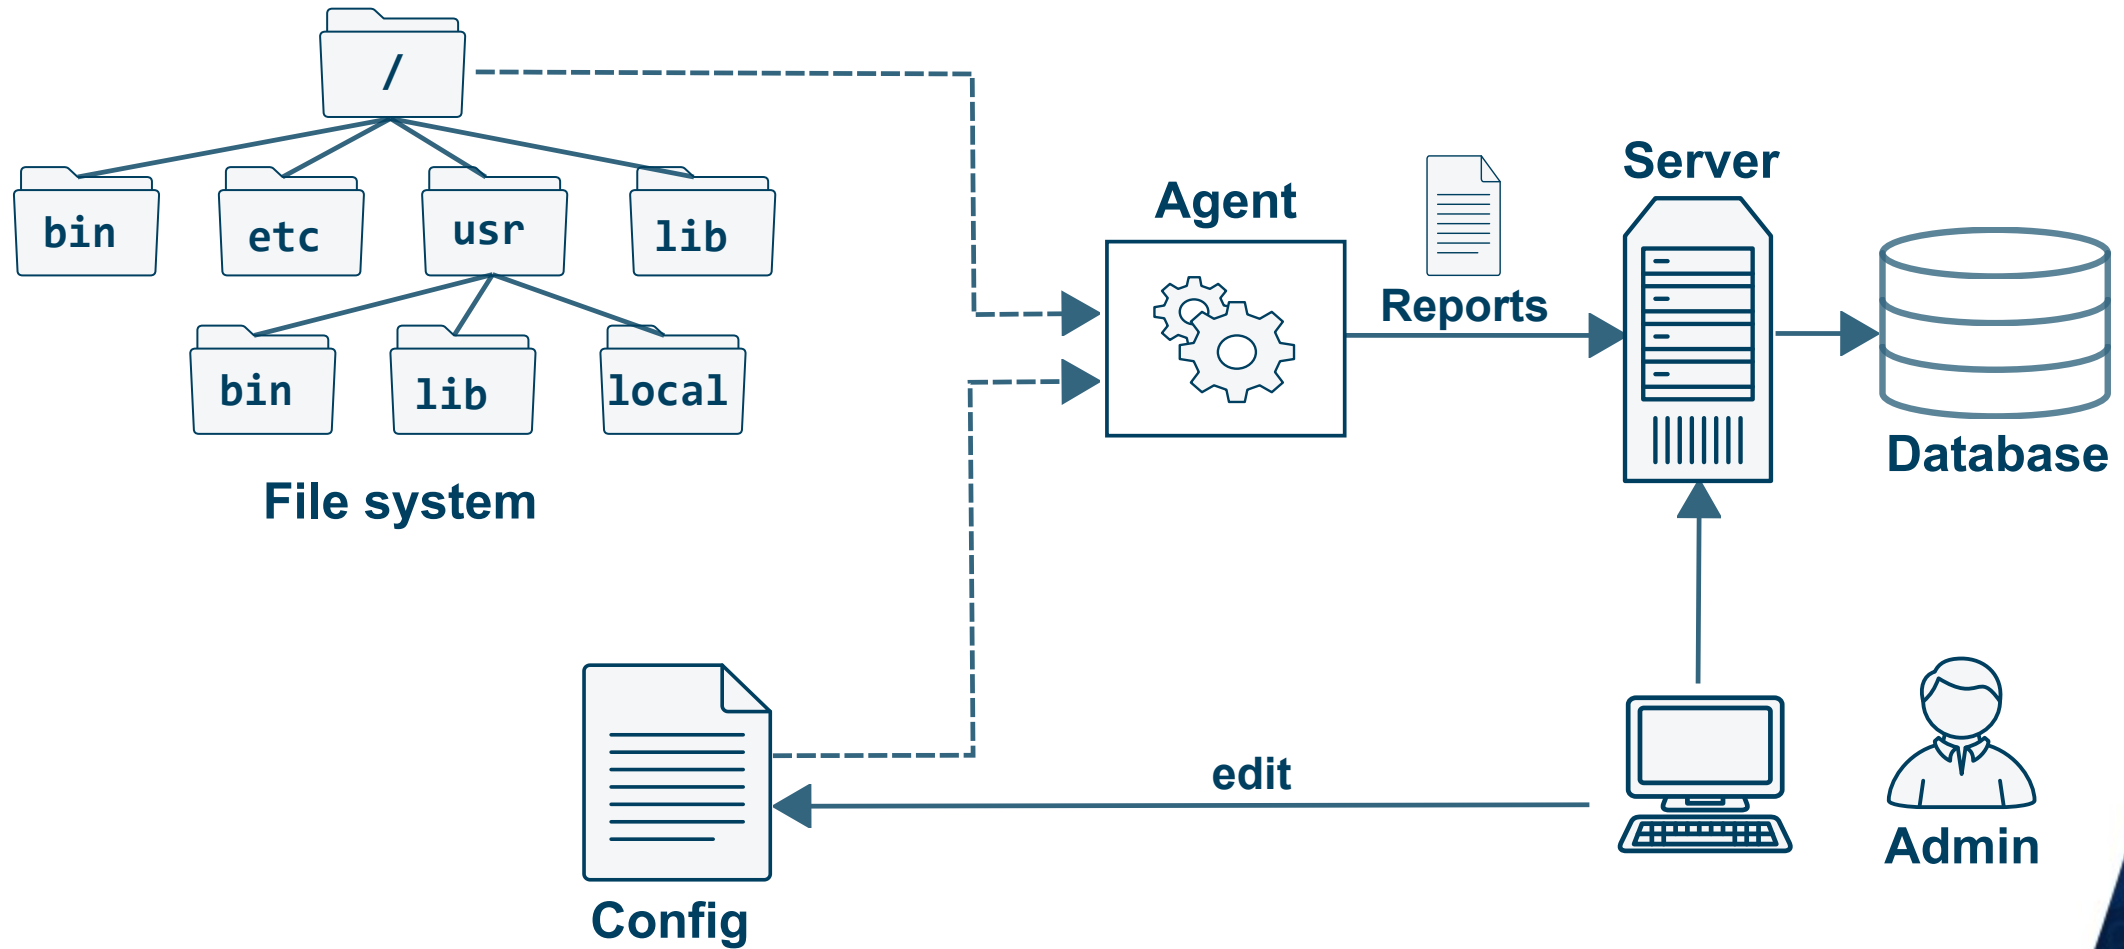 /
bin
etc
usr
lib
bin
lib
local
File system
Agent
Reports
Server
Database
edit
Config
Admin